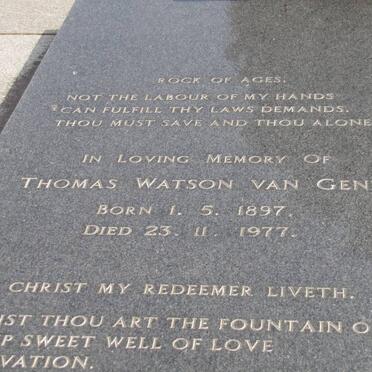 ROCK OF AGES.
NOT THE LABOUR OF MY HANDS
CAN FULFILL THY LAWS DEMANDS.
THOU MUST SAVE AND THOU ALONE
IN LOVING MEMORY OF
THOMAS WATSON VAN GEN
BORN 1. 5. 1897.
DIED 23. 11. 1977.
CHRIST MY REDEEMER LIVETH.
IST THOU ART THE FOUNTAIN O
P SWEET WELL OF LOVE
VATION.